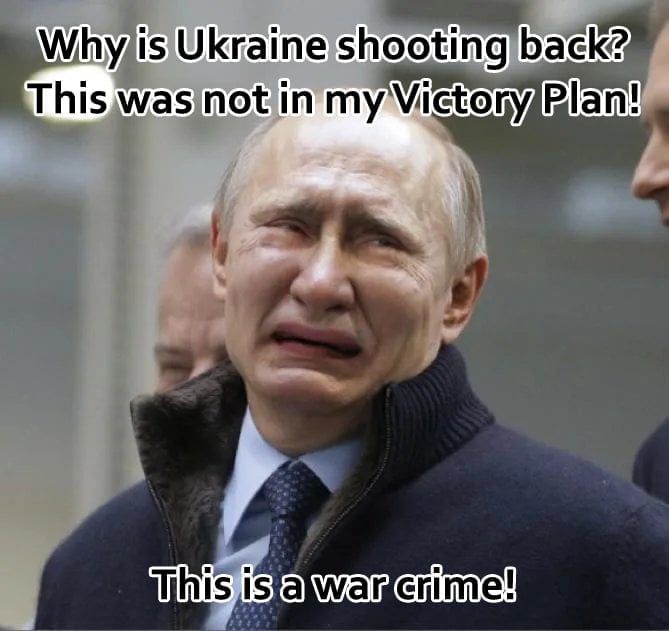 Why is Ukraine shooting back?
This was not in my Victory Plan!
This is a war crime!